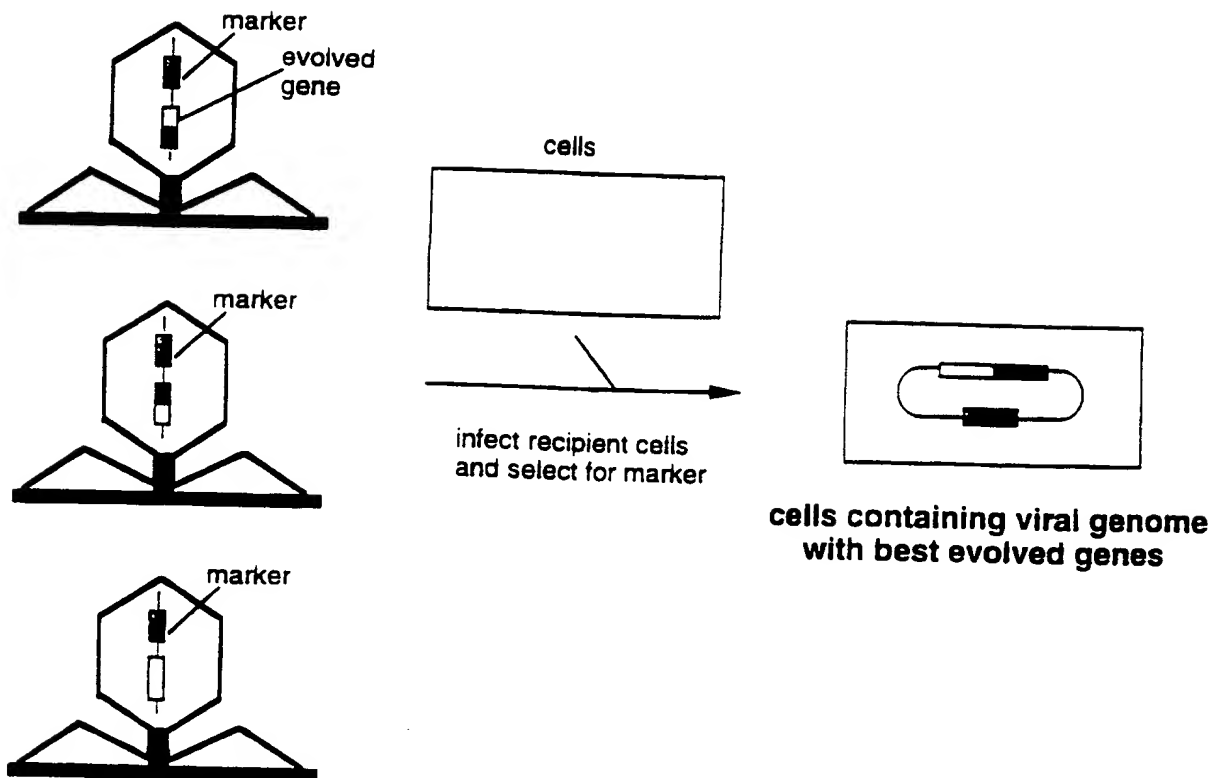 marker
evolved
gene
cells
marker
infect recipient cells
and select for marker
cells containing viral genome
with best evolved genes
marker